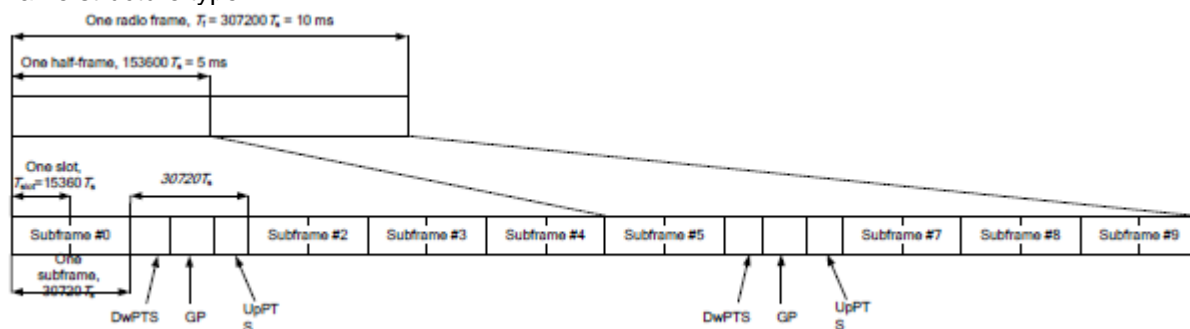 One radio frame, Tf = 307200 Ts = 10 ms
One half-frame, 153600 Ts = 5 ms
One slot,
Tslot=15360 Ts
30720Ts
Subframe #0
Subframe #2
Subframe #3
Subframe #4
Subframe #5
Subframe #7
Subframe #8
Subframe #9
One
subframe,
30720Ts
DwPTS
GP
UpPT
S
DwPTS
GP
UpPT
S